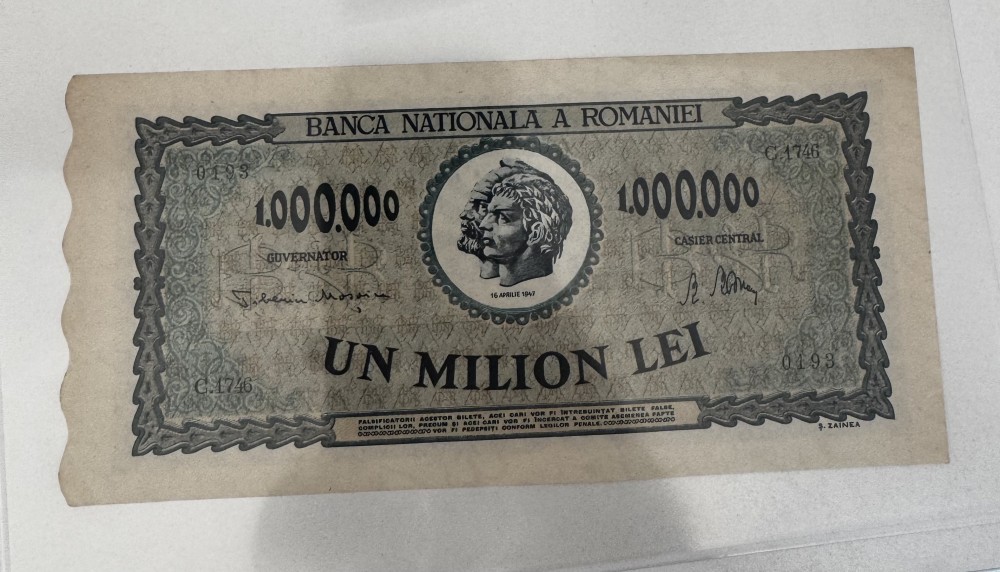 BANCA NATIONALA A ROMANIEI
0193
C.1746
1.000.000
1.000.000
GUVERNATOR
CASIER CENTRAL
16 APRILIE 1947
UN MILION LEI
0193
C.1746
FALSIFICATORII ACESTOR BILETE, ACEI CARI VOR FI ÎNTREBUINȚAT BILETE FALSE,
COMPLICII LOR, PRECUM ȘI ACEI CARI VOR FI ÎNCERCAT A COMITE ASEMENEA FAPTE
VOR FI PEDEPSIȚI CONFORM LEGILOR PENALE.
Ș. ZAINEA